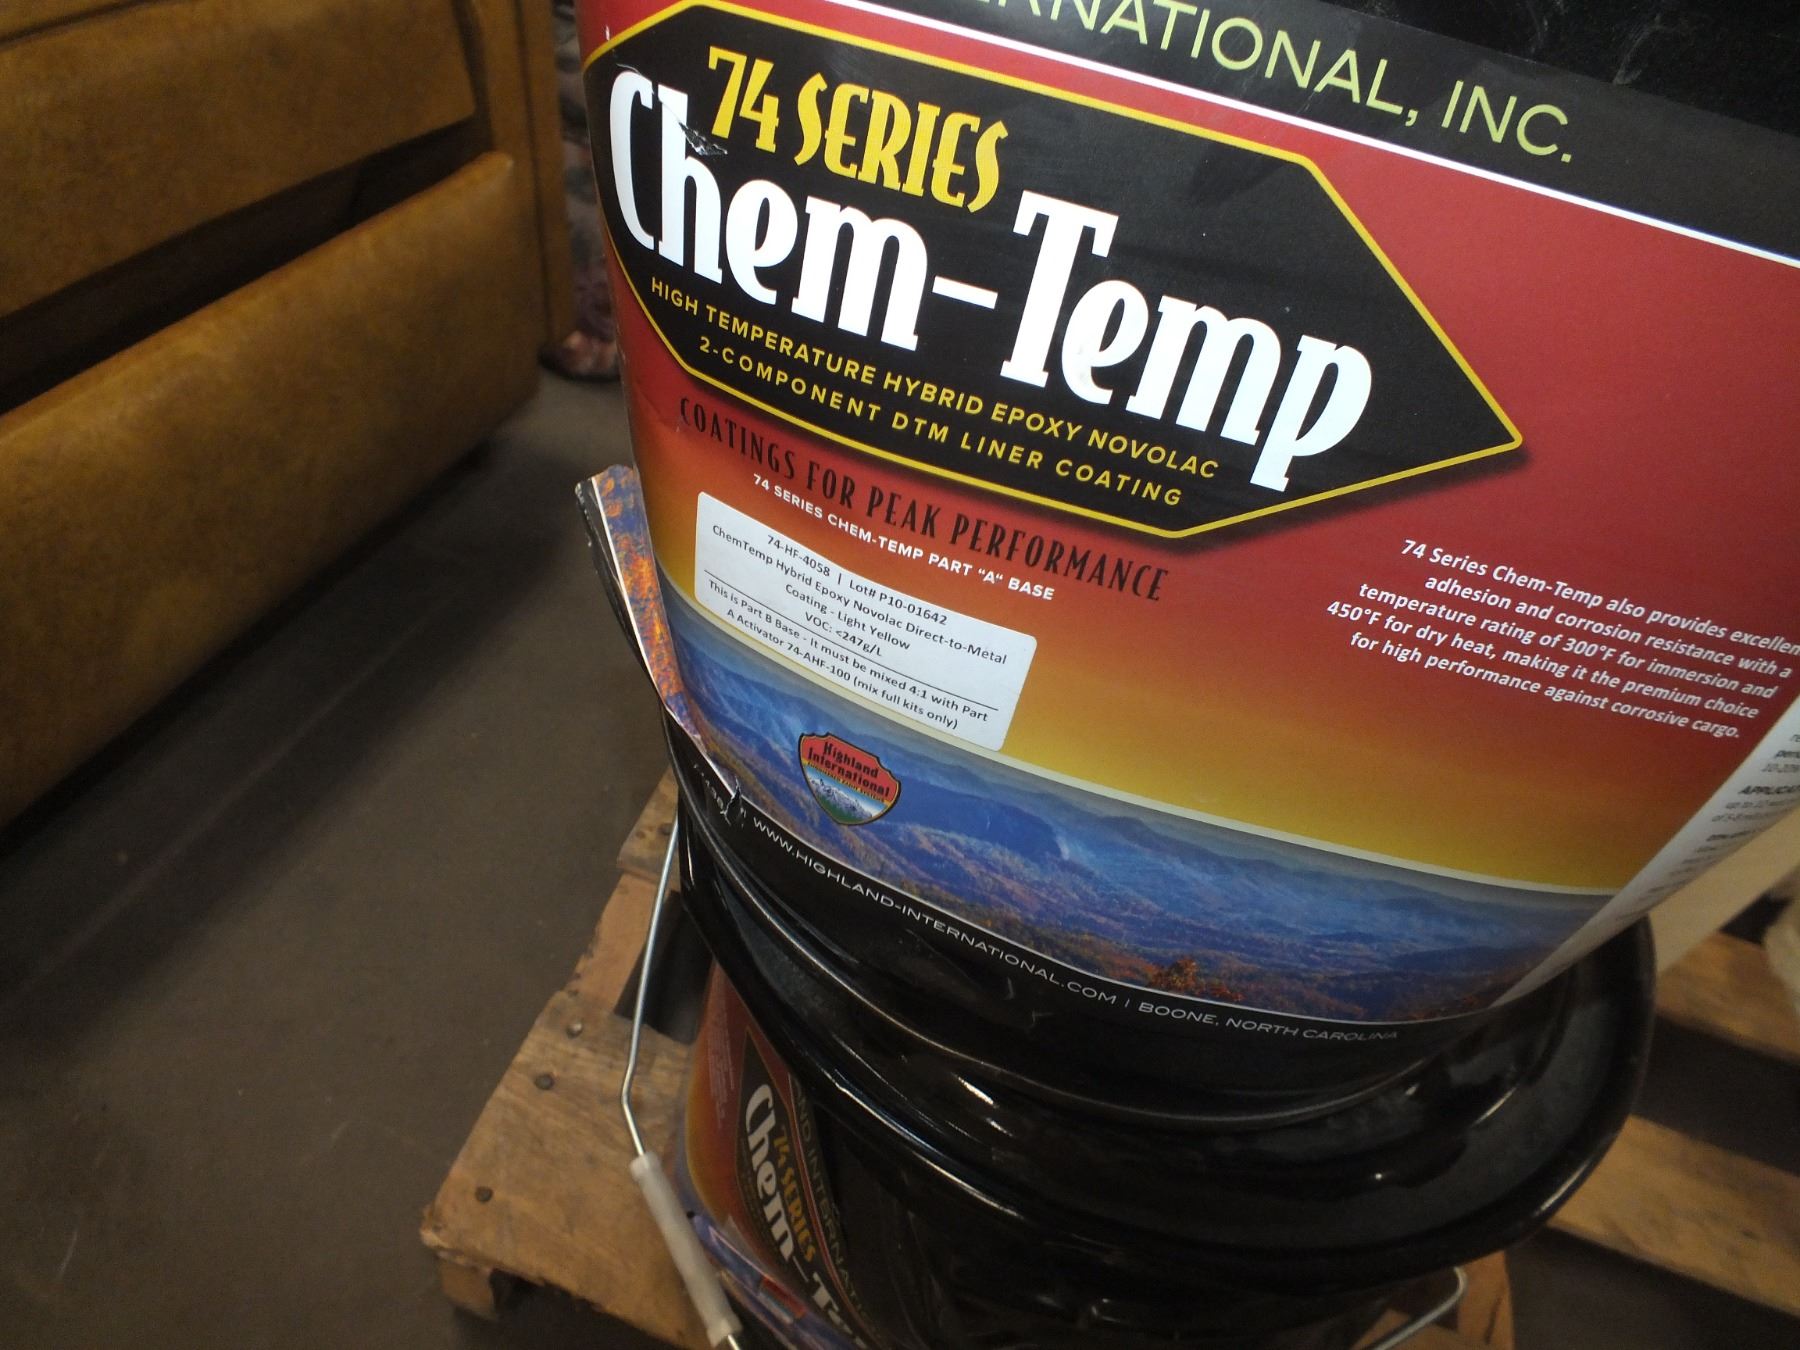 ERNATIONAL, INC.
74 SERIES
Chem-Temp
HIGH TEMPERATURE HYBRID EPOXY NOVOLAC
2-COMPONENT DTM LINER COATING
COATINGS FOR PEAK PERFORMANCE
74 SERIES CHEM-TEMP PART "A" BASE
74-HF-4058 | Lot# P10-01642
ChemTemp Hybrid Epoxy Novolac Direct-to-Metal
Coating - Light Yellow
VOC: <247g/L
This is Part B Base - It must be mixed 4:1 with Part
A Activator 74-AHF-100 (mix full kits only)
74 Series Chem-Temp also provides excellen
adhesion and corrosion resistance with a
temperature rating of 300°F for immersion and
450°F for dry heat, making it the premium choice
for high performance against corrosive cargo.
Highland
International
WWW.HIGHLAND-INTERNATIONAL.COM | BOONE, NORTH CAROLINA
74 SERIES
Chem-Te